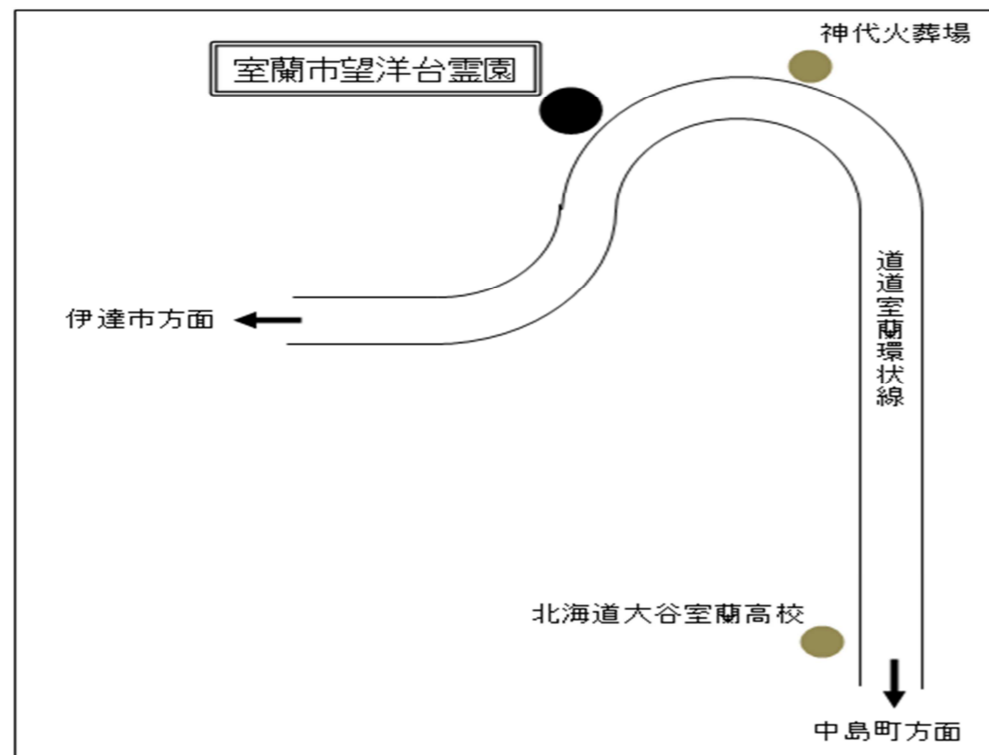 神代火葬場
室蘭市望洋台霊園
道道室蘭環状線
伊達市方面
北海道大谷室蘭高校
中島町方面